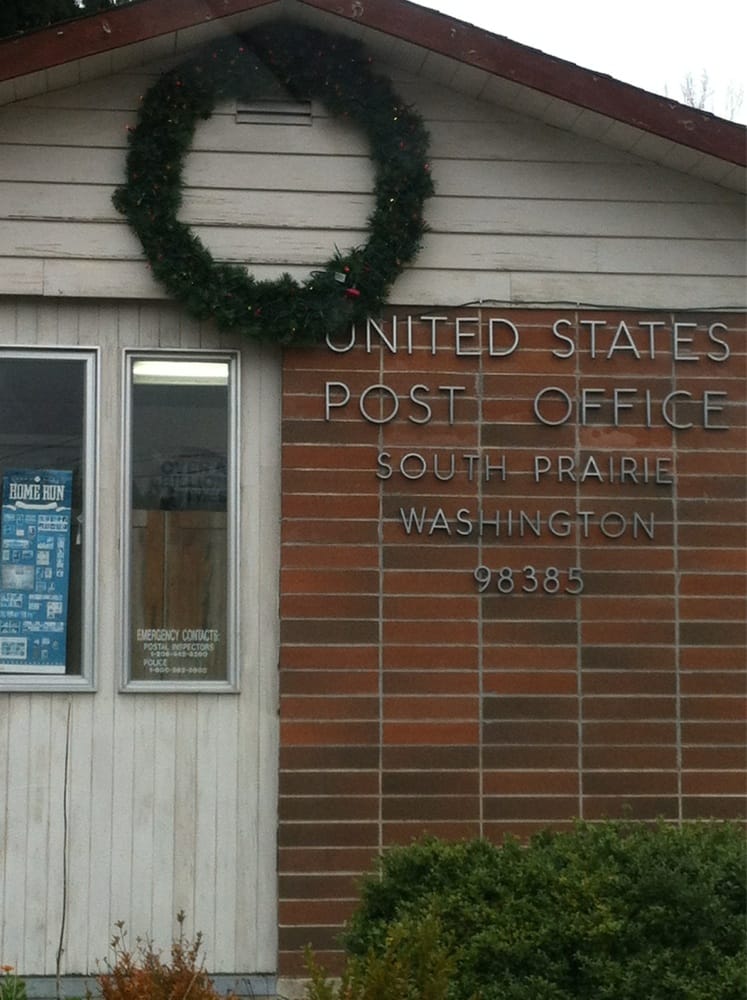 UNITED STATES
POST OFFICE
SOUTH PRAIRIE
WASHINGTON
98385
HOME RUN
EMERGENCY CONTACTS:
POSTAL INSPECTORS
POLICE